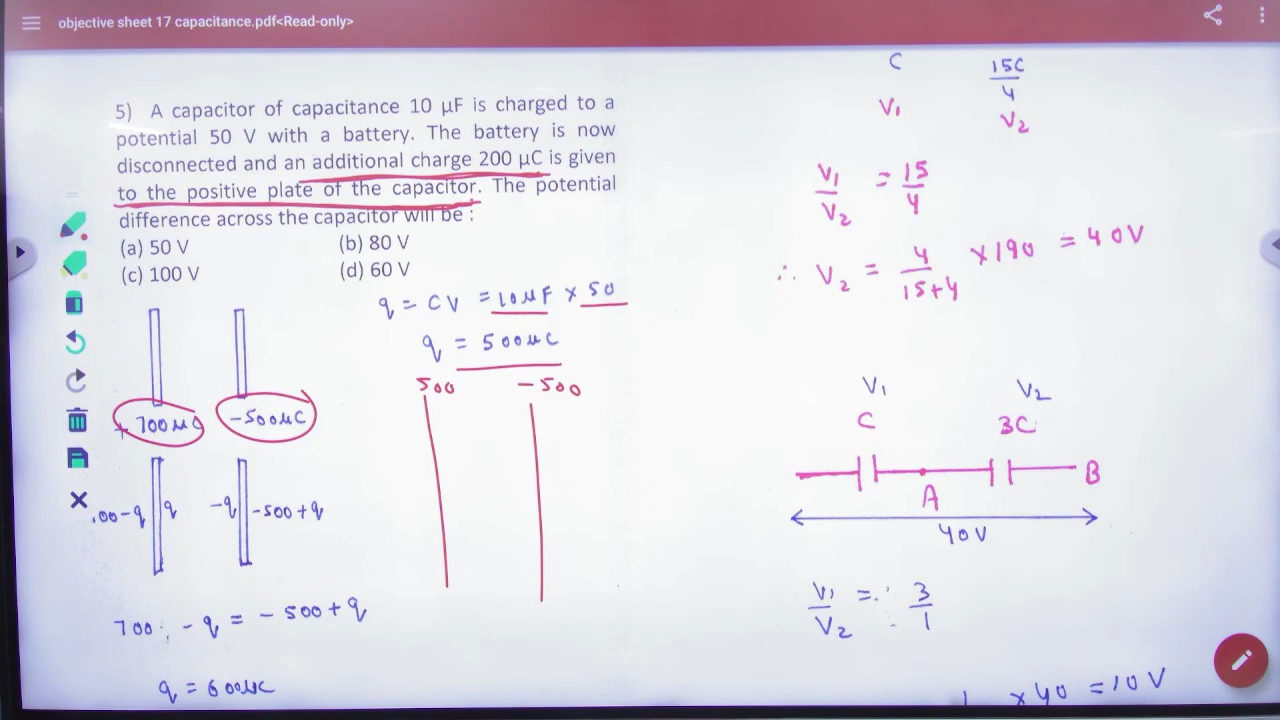 objective sheet 17 capacitance.pdf<Read-only>
5) A capacitor of capacitance 10 μF is charged to a
potential 50 V with a battery. The battery is now
disconnected and an additional charge 200 μC is given
to the positive plate of the capacitor. The potential
difference across the capacitor will be :
(a) 50 V (b) 80 V
(c) 100 V (d) 60 V
q = CV = 10μF × 50
q = 500μC
500 -500
+700μC -500μC
.00-q q -q -500+q
700 - q = -500+q
q = 600μC
C 15C/4
V₁ V₂
V₁/V₂ = 15/4
∴ V₂ = 4/(15+4) × 190 = 40V
V₁ V₂
C 3C
A B
40V
V₁/V₂ = 3/1
× 40 = 10V